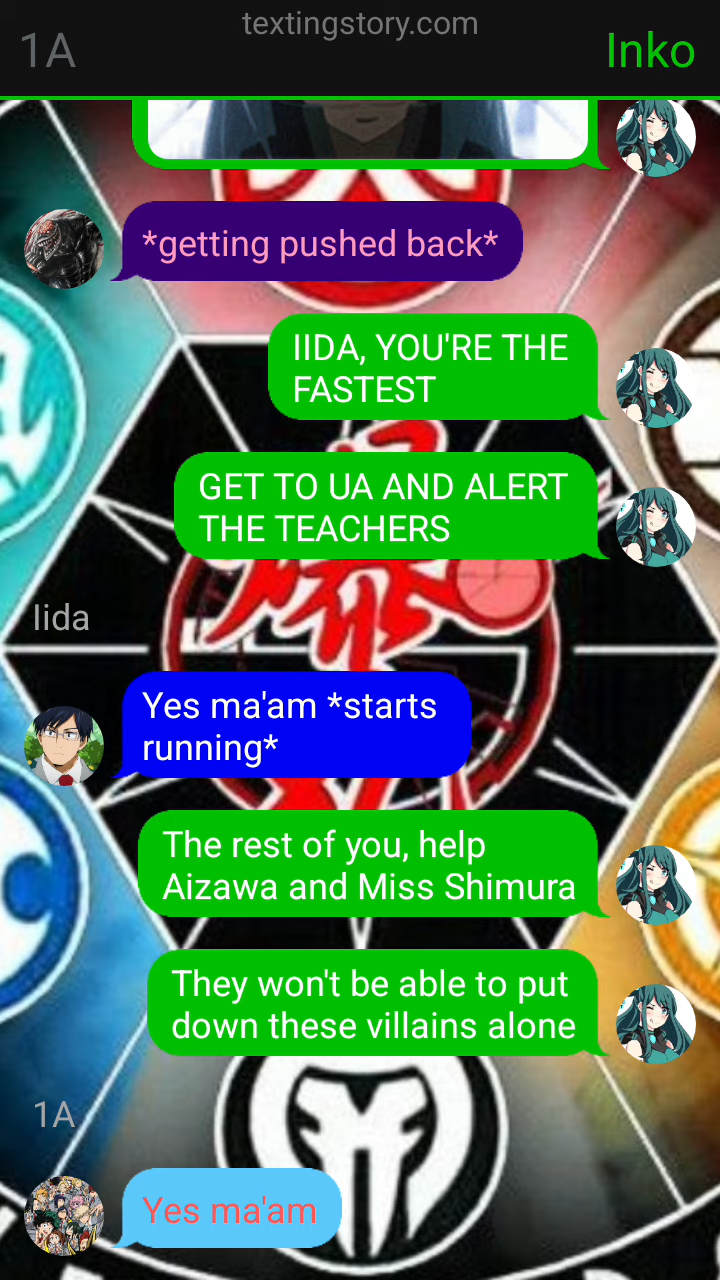 textingstory.com
1A
Inko
*getting pushed back*
IIDA, YOU'RE THE
FASTEST
GET TO UA AND ALERT
THE TEACHERS
Iida
Yes ma'am *starts
running*
The rest of you, help
Aizawa and Miss Shimura
They won't be able to put
down these villains alone
1A
Yes ma'am